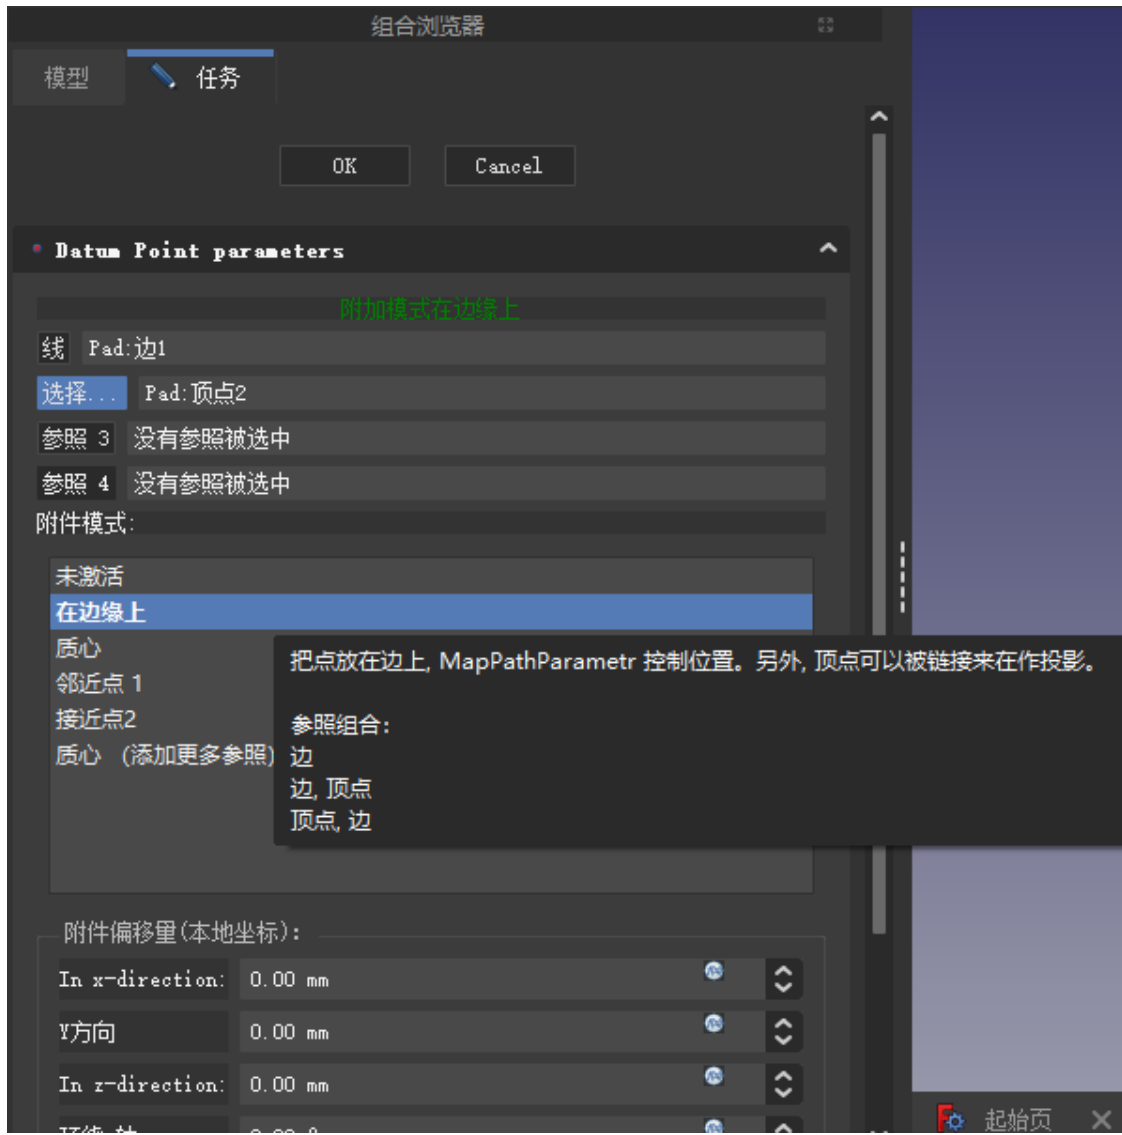 组合浏览器
模型 任务
OK Cancel
Datum Point parameters
附加模式在边缘上
线 Pad:边1
选择... Pad:顶点2
参照 3 没有参照被选中
参照 4 没有参照被选中
附件模式:
未激活
在边缘上
质心
邻近点 1
接近点2
质心 (添加更多参照)
把点放在边上, MapPathParametr 控制位置。另外, 顶点可以被链接来在作投影。
参照组合:
边
边, 顶点
顶点, 边
附件偏移量(本地坐标):
In x-direction: 0.00 mm
Y方向 0.00 mm
In z-direction: 0.00 mm
起始页